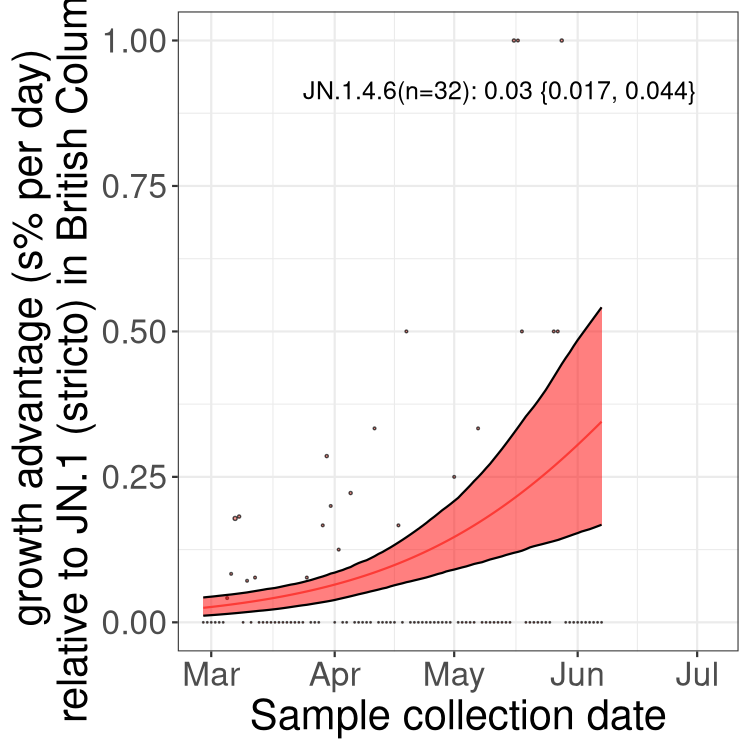 growth advantage (s% per day)
relative to JN.1 (stricto) in British Colum
1.00
0.75
0.50
0.25
0.00
JN.1.4.6(n=32): 0.03 {0.017, 0.044}
Mar Apr May Jun Jul
Sample collection date